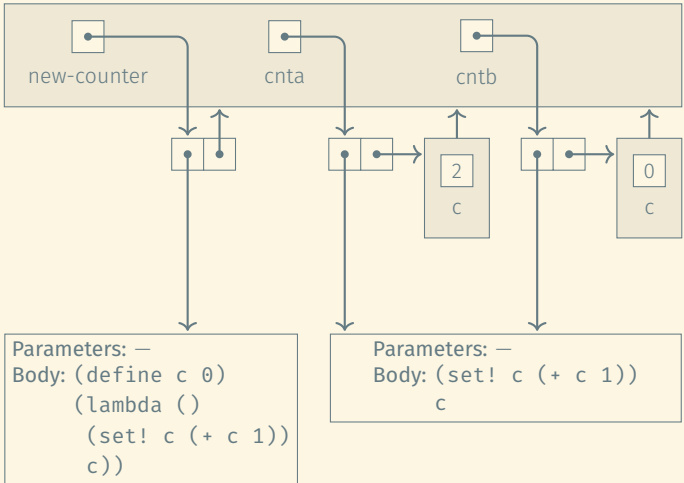 new-counter cnta cntb
2 0
c c
Parameters: —
Body: (define c 0)
(lambda ()
(set! c (+ c 1))
c))
Parameters: —
Body: (set! c (+ c 1))
c